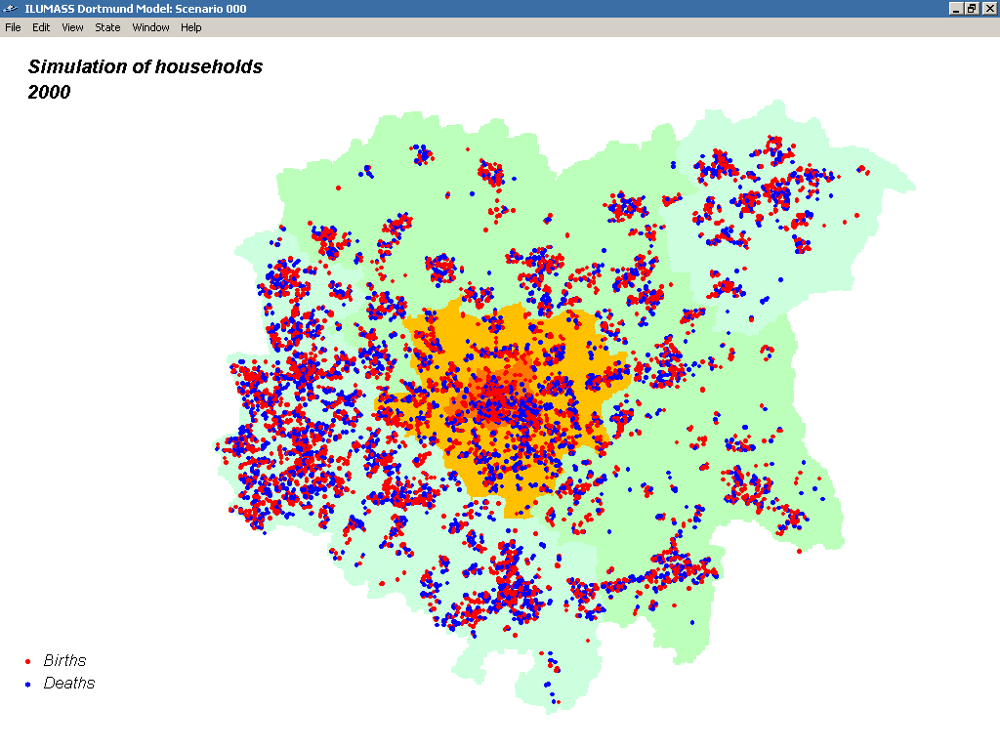 ILUMASS Dortmund Model: Scenario 000
File Edit View State Window Help
Simulation of households
2000
Births
Deaths